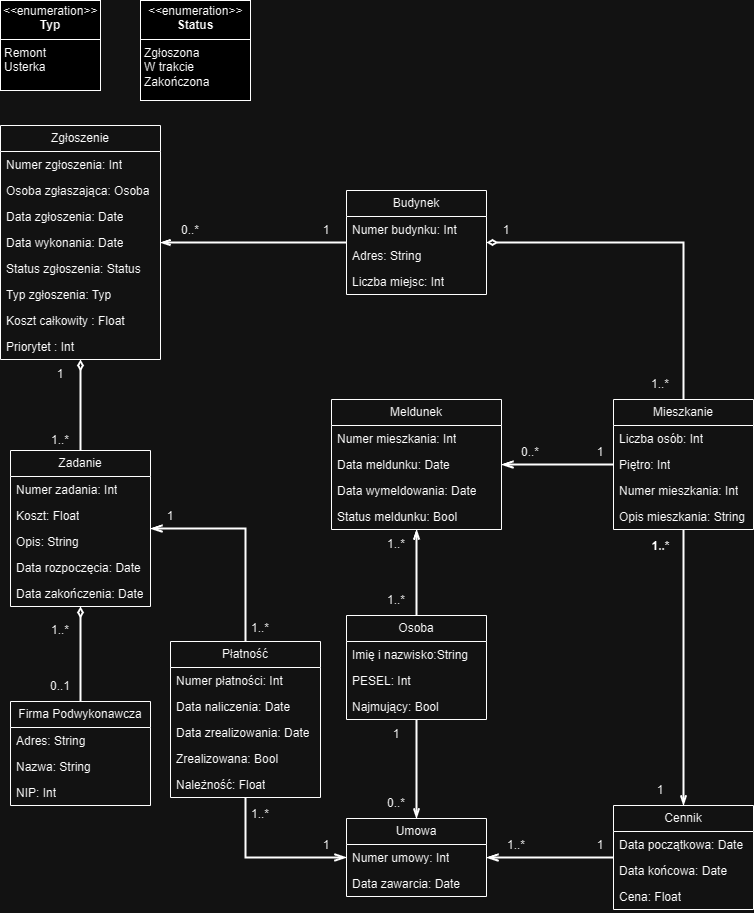 <<enumeration>>
Typ
Remont
Usterka
<<enumeration>>
Status
Zgłoszona
W trakcie
Zakończona
Zgłoszenie
Numer zgłoszenia: Int
Osoba zgłaszająca: Osoba
Data zgłoszenia: Date
Data wykonania: Date
Status zgłoszenia: Status
Typ zgłoszenia: Typ
Koszt całkowity : Float
Priorytet : Int
0..*
1
Budynek
Numer budynku: Int
Adres: String
Liczba miejsc: Int
1
1..*
1
1..*
Zadanie
Numer zadania: Int
Koszt: Float
Opis: String
Data rozpoczęcia: Date
Data zakończenia: Date
Meldunek
Numer mieszkania: Int
Data meldunku: Date
Data wymeldowania: Date
Status meldunku: Bool
0..*
1
Mieszkanie
Liczba osób: Int
Piętro: Int
Numer mieszkania: Int
Opis mieszkania: String
1
1..*
1..*
1..*
1..*
1..*
0..1
Firma Podwykonawcza
Adres: String
Nazwa: String
NIP: Int
Płatność
Numer płatności: Int
Data naliczenia: Date
Data zrealizowania: Date
Zrealizowana: Bool
Należność: Float
Osoba
Imię i nazwisko:String
PESEL: Int
Najmujący: Bool
1
0..*
1
1..*
1
Umowa
Numer umowy: Int
Data zawarcia: Date
1..*
1
Cennik
Data początkowa: Date
Data końcowa: Date
Cena: Float